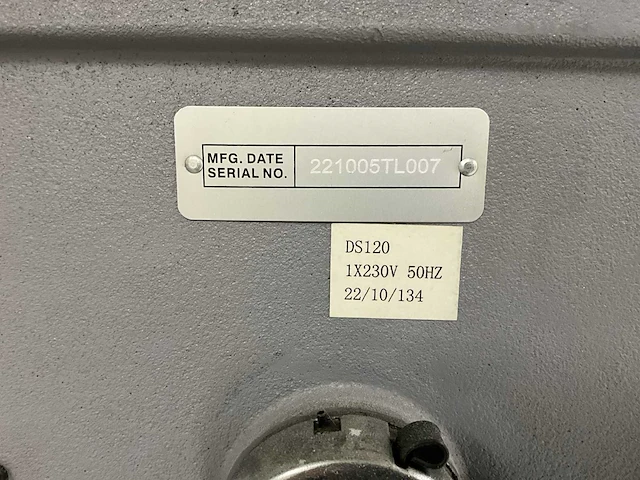 MFG. DATE
SERIAL NO.
221005TL007
DS120
1X230V 50HZ
22/10/134